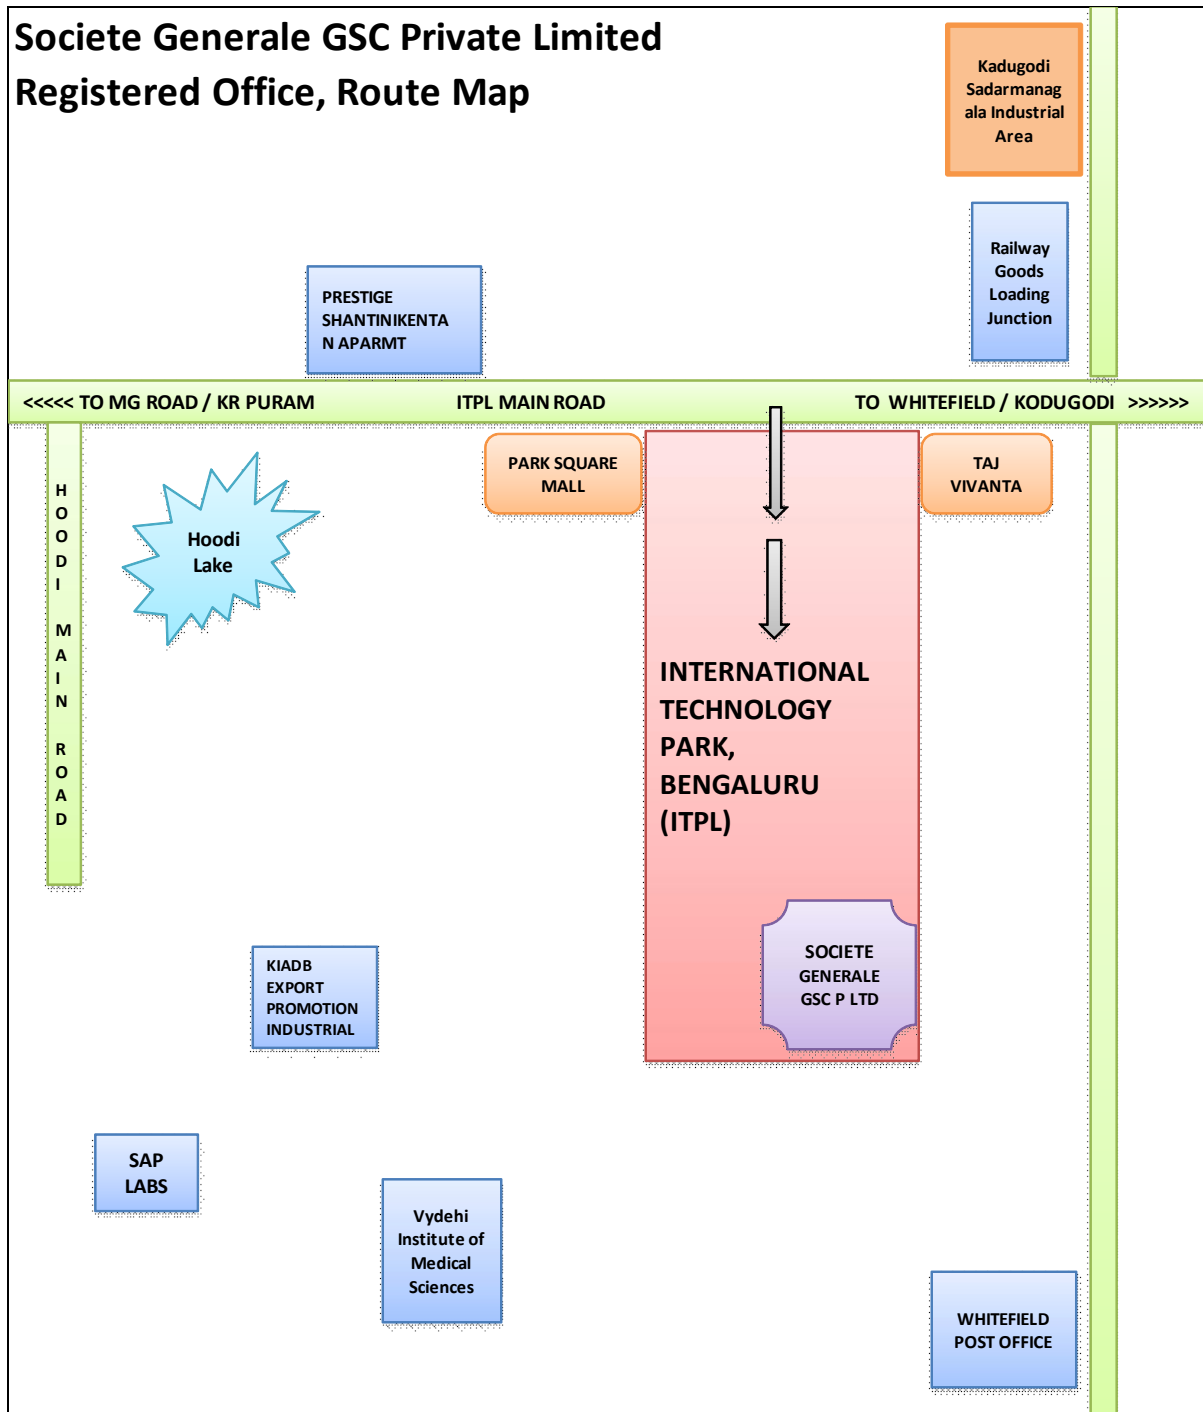 Societe Generale GSC Private Limited
Registered Office, Route Map
Kadugodi
Sadarmanag
ala Industrial
Area
Railway
Goods
Loading
Junction
PRESTIGE
SHANTINIKENTA
N APARMT
<<<<< TO MG ROAD / KR PURAM
ITPL MAIN ROAD
TO WHITEFIELD / KODUGODI >>>>>>
PARK SQUARE
MALL
TAJ
VIVANTA
HOODI MAIN ROAD
Hoodi
Lake
INTERNATIONAL
TECHNOLOGY
PARK,
BENGALURU
(ITPL)
SOCIETE
GENERALE
GSC P LTD
KIADB
EXPORT
PROMOTION
INDUSTRIAL
SAP
LABS
Vydehi
Institute of
Medical
Sciences
WHITEFIELD
POST OFFICE